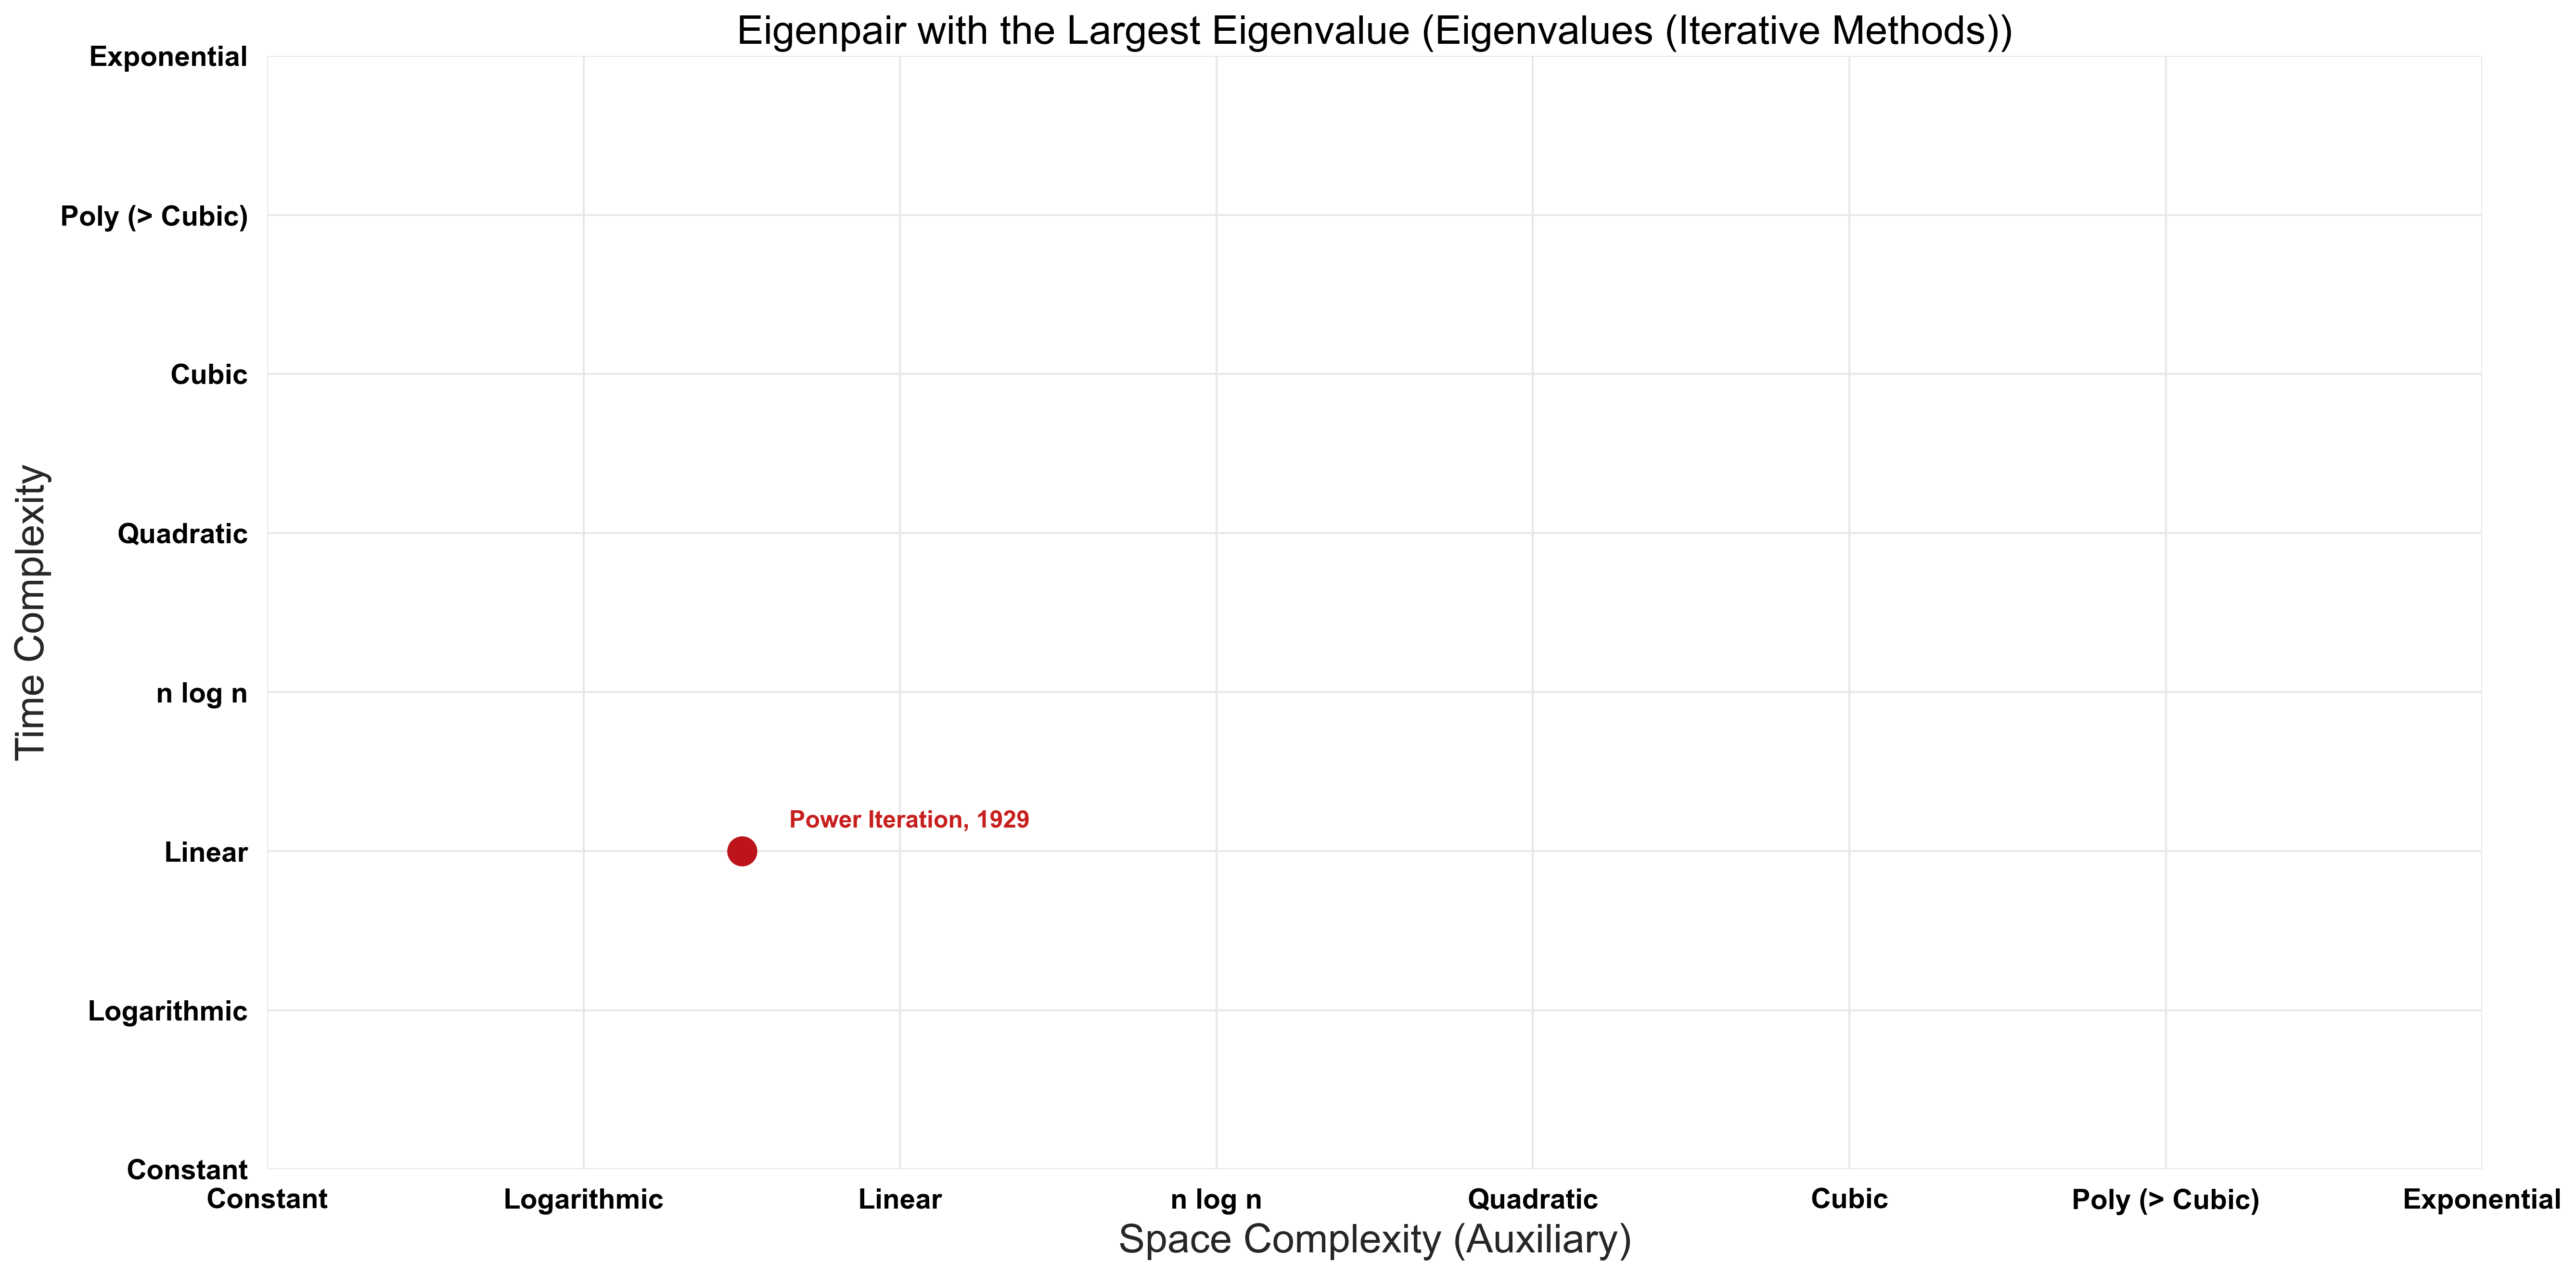 Eigenpair with the Largest Eigenvalue (Eigenvalues (Iterative Methods))
Exponential
Poly (> Cubic)
Cubic
Quadratic
n log n
Linear
Logarithmic
Constant
Time Complexity
Power Iteration, 1929
Constant Logarithmic Linear n log n Quadratic Cubic Poly (> Cubic) Exponential
Space Complexity (Auxiliary)